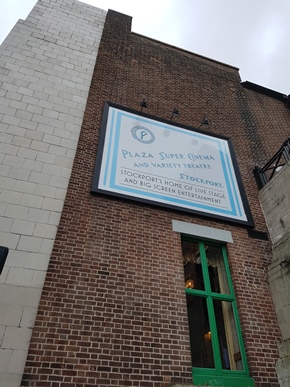 P
PLAZA SUPER CINEMA
AND VARIETY THEATRE
STOCKPORT.
STOCKPORT'S HOME OF LIVE STAGE
AND BIG SCREEN ENTERTAINMENT